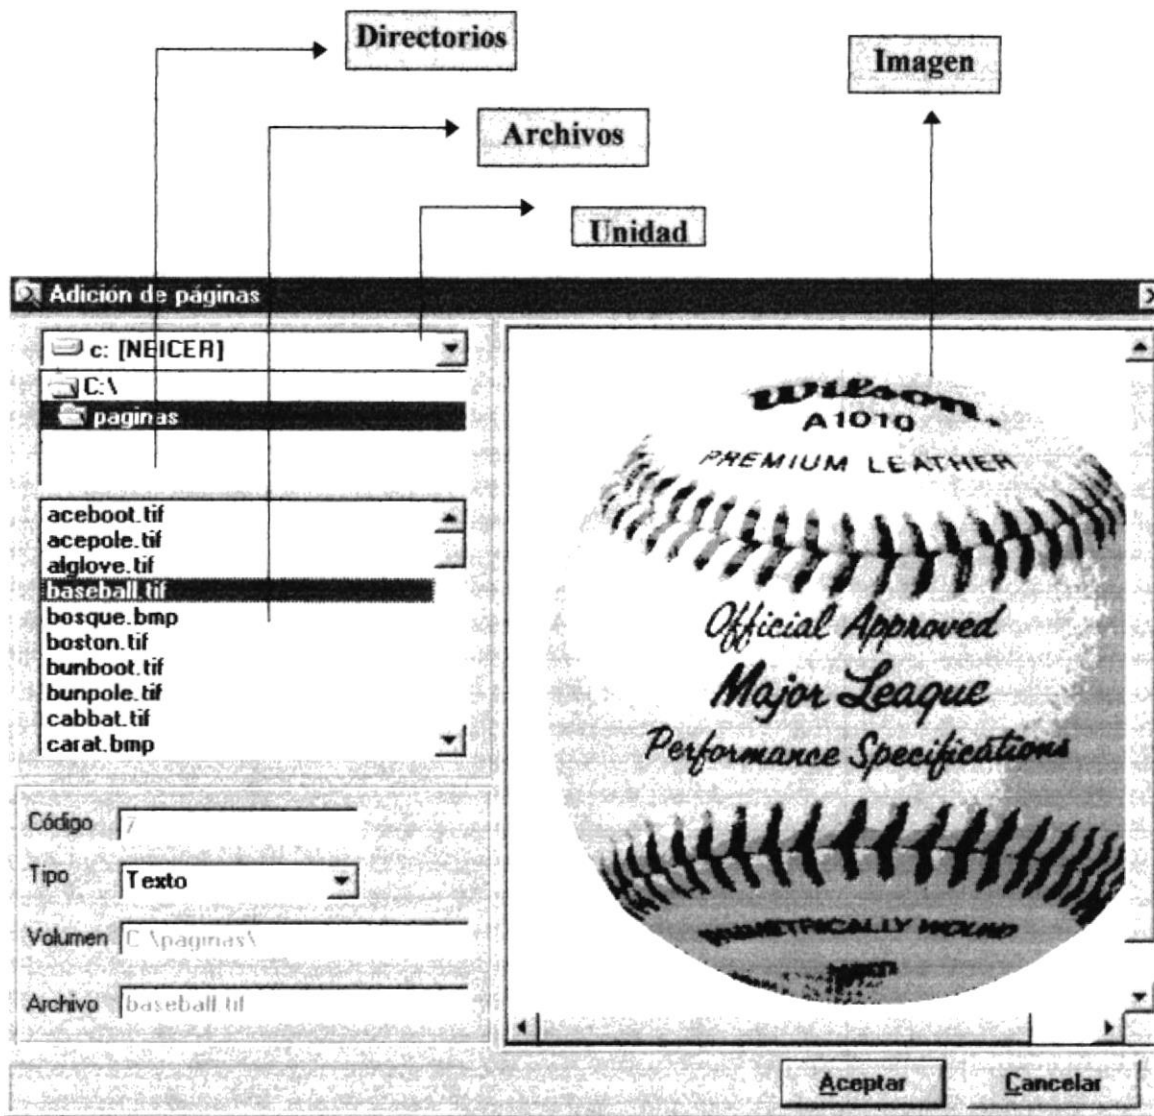 Directorios
Imagen
Archivos
Unidad
Adición de páginas
c: [NEICER]
C:\
paginas
aceboot.tif
acepole.tif
alglove.tif
baseball.tif
bosque.bmp
boston.tif
bunboot.tif
bunpole.tif
cabbat.tif
carat.bmp
Wilson
A1010
PREMIUM LEATHER
Official Approved
Major League
Performance Specifications
WOUND
Código 7
Tipo Texto
Volumen C:\paginas\
Archivo baseball.tif
Aceptar Cancelar